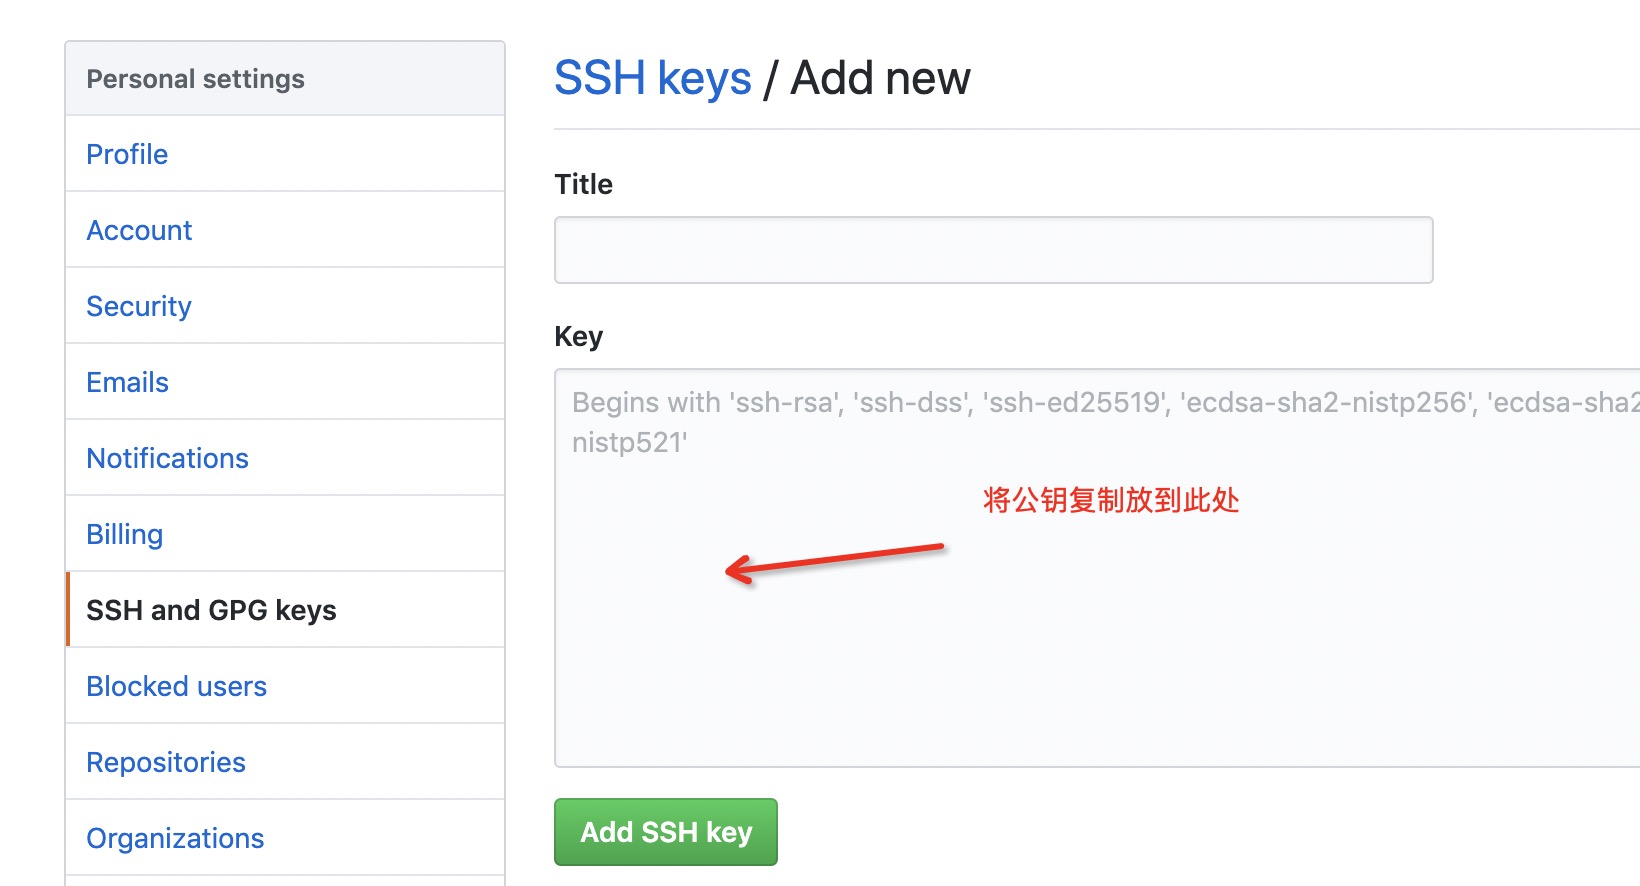 Personal settings
Profile
Account
Security
Emails
Notifications
Billing
SSH and GPG keys
Blocked users
Repositories
Organizations
SSH keys / Add new
Title
Key
Begins with 'ssh-rsa', 'ssh-dss', 'ssh-ed25519', 'ecdsa-sha2-nistp256', 'ecdsa-sha2
nistp521'
将公钥复制放到此处
Add SSH key